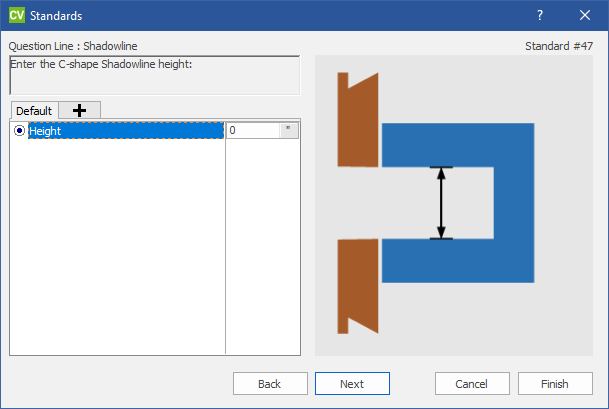 CV Standards ?
Question Line : Shadowline Standard #47
Enter the C-shape Shadowline height:
Default
Height 0 "
Back Next Cancel Finish